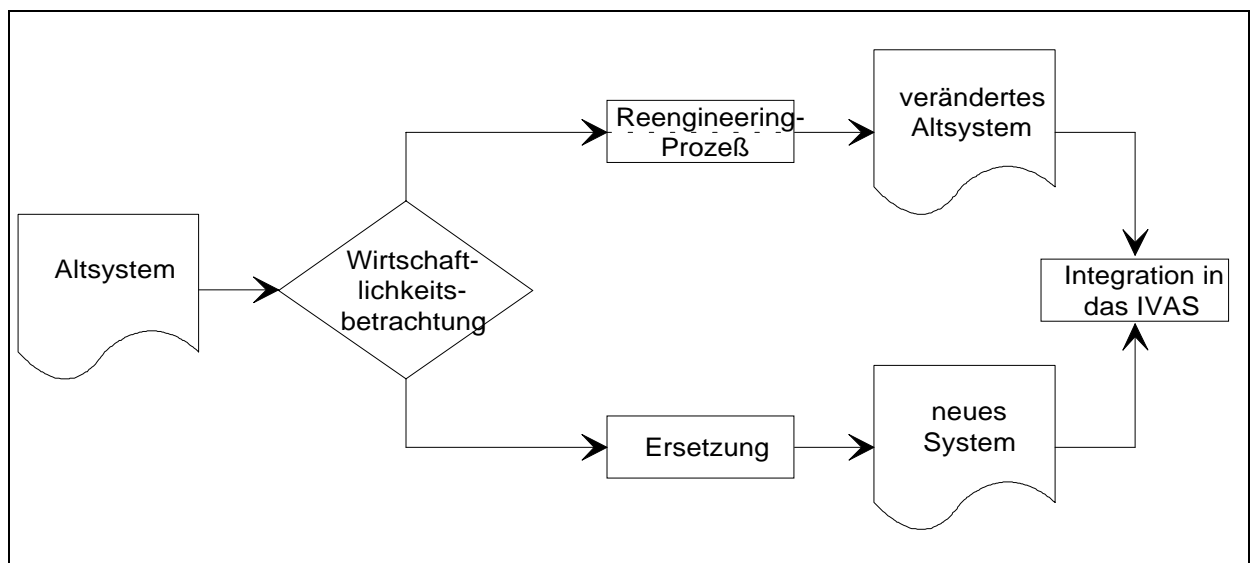 Altsystem
Wirtschaft-
lichkeits-
betrachtung
Reengineering-
Prozeß
verändertes
Altsystem
Ersetzung
neues
System
Integration in
das IVAS